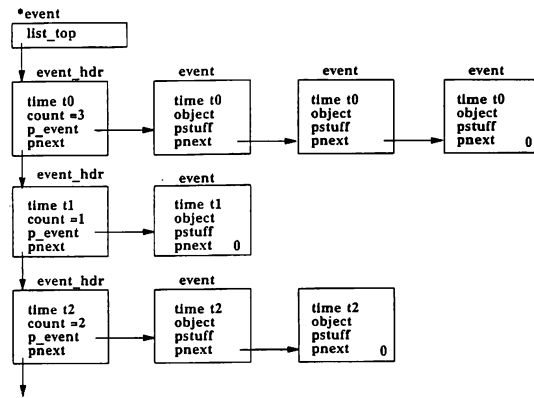 *event
list_top
event_hdr
event
event
event
time t0
count =3
p_event
pnext
time t0
object
pstuff
pnext
time t0
object
pstuff
pnext
time t0
object
pstuff
pnext 0
event_hdr
event
time t1
count =1
p_event
pnext
time t1
object
pstuff
pnext 0
event_hdr
event
time t2
count =2
p_event
pnext
time t2
object
pstuff
pnext
time t2
object
pstuff
pnext 0